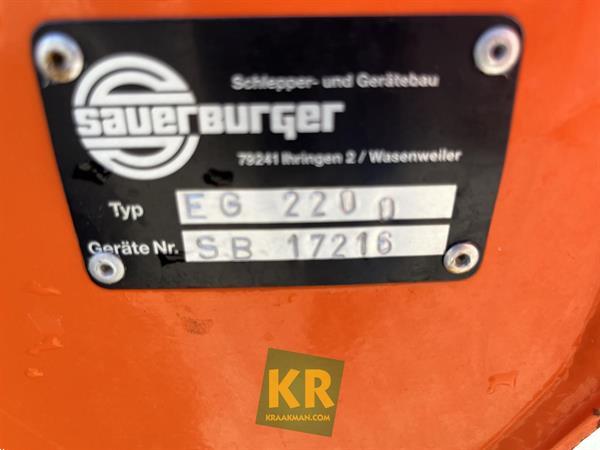 Schlepper- und Gerätebau
sauerburger
79241 Ihringen 2 / Wasenweiler
Typ EG 2200
Geräte Nr. SB 17216
KR
KRAAKMAN.COM